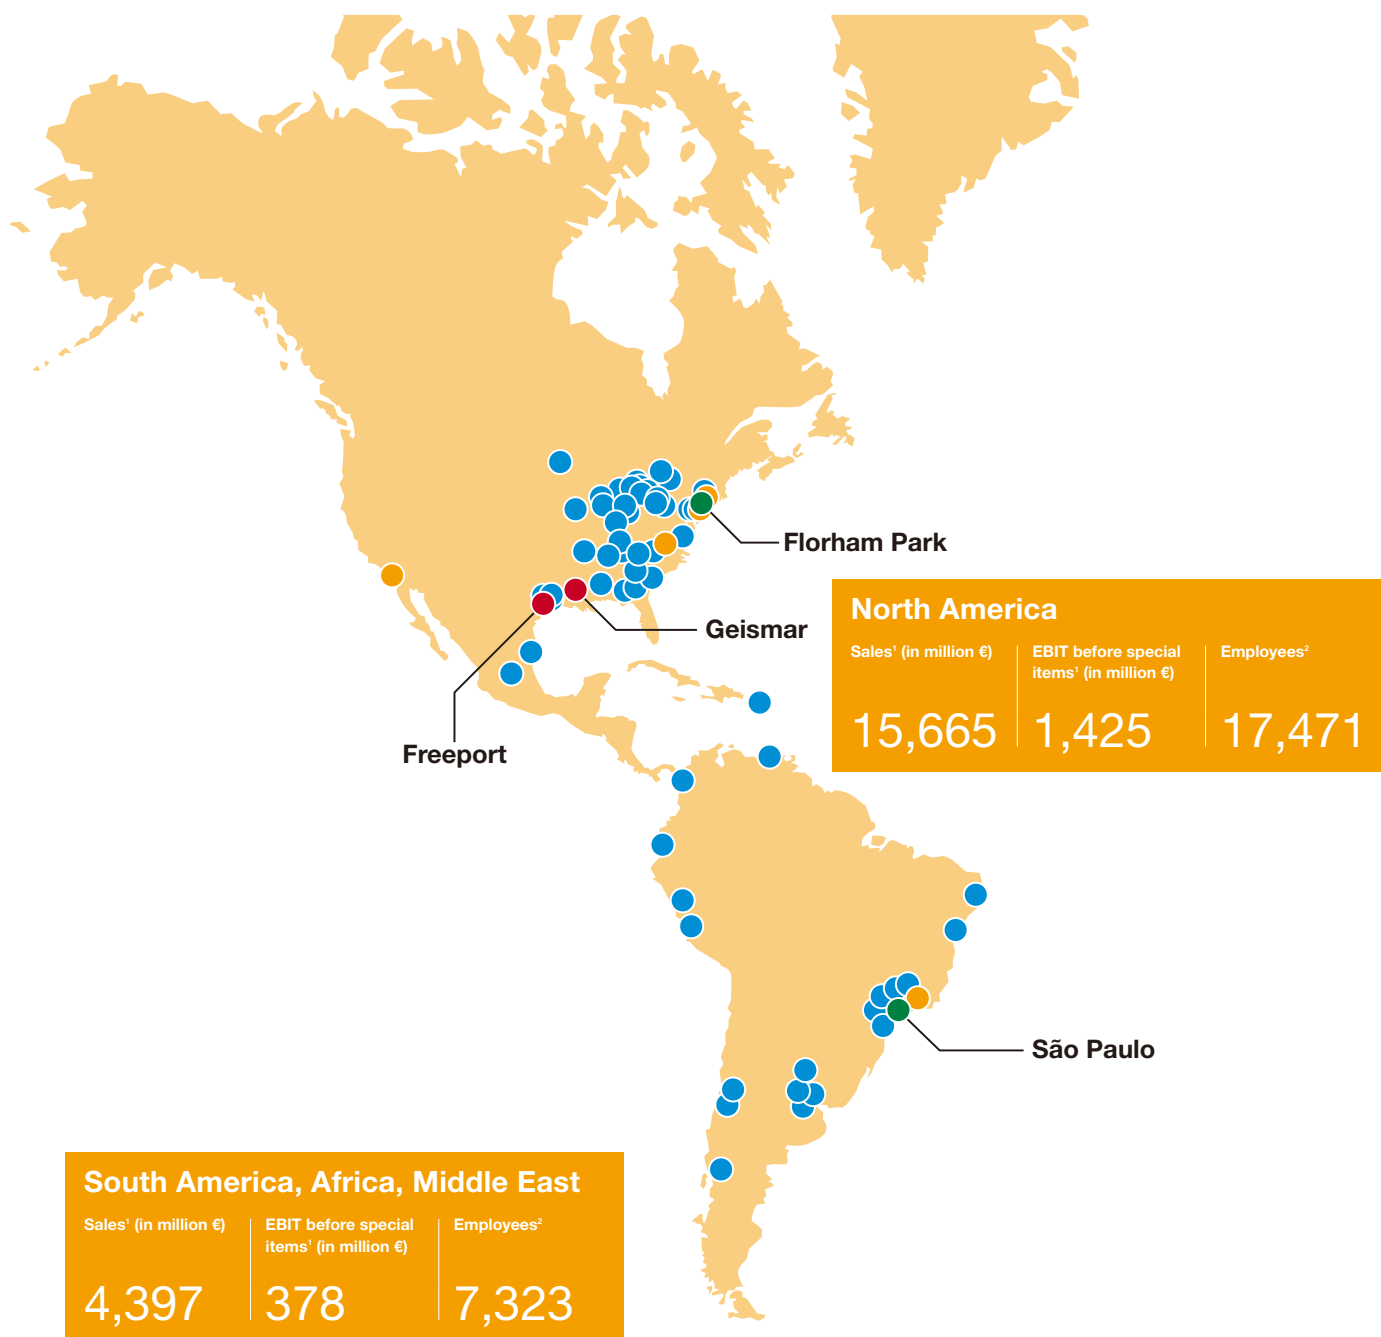 Florham Park
North America
Sales¹ (in million €)
EBIT before special
items¹ (in million €)
Employees²
15,665
1,425
17,471
Geismar
Freeport
São Paulo
South America, Africa, Middle East
Sales¹ (in million €)
EBIT before special
items¹ (in million €)
Employees²
4,397
378
7,323